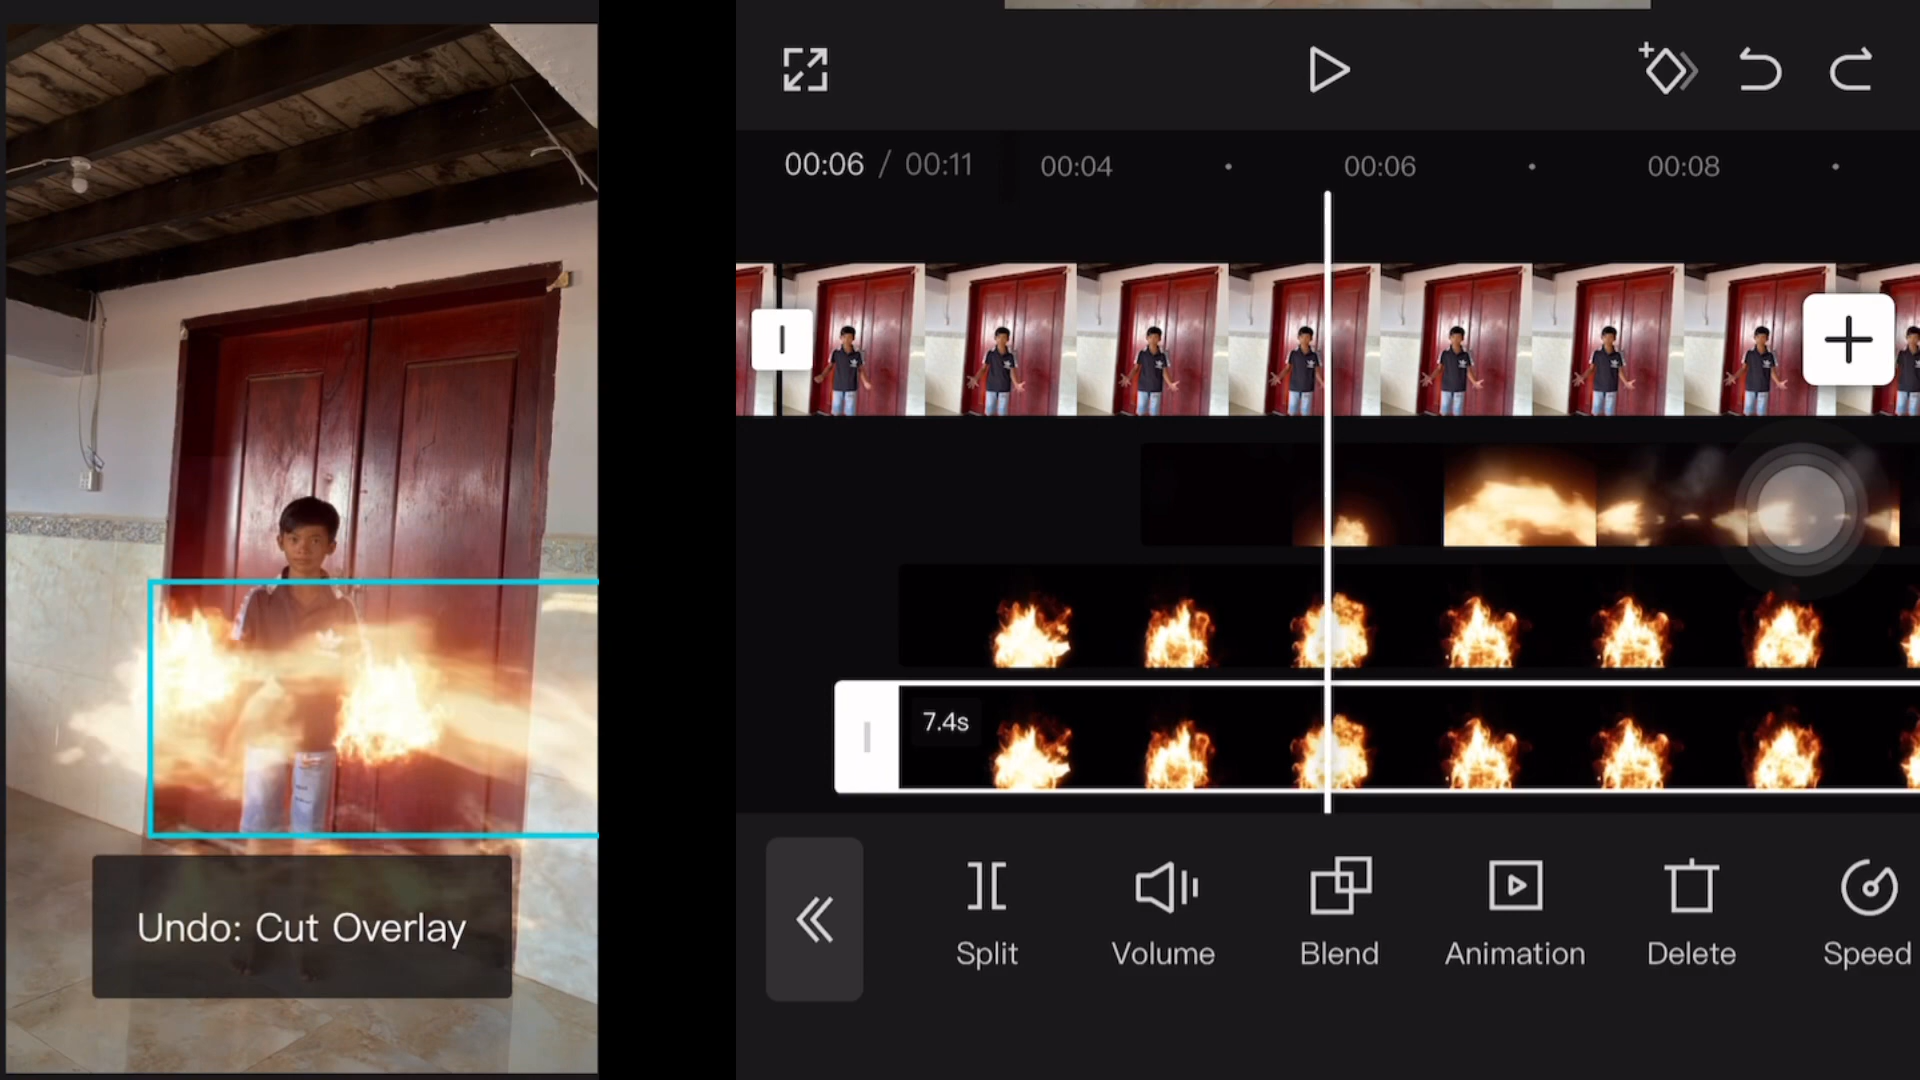 Undo: Cut Overlay
00:06 / 00:11
00:04
00:06
00:08
7.4s
Split
Volume
Blend
Animation
Delete
Speed